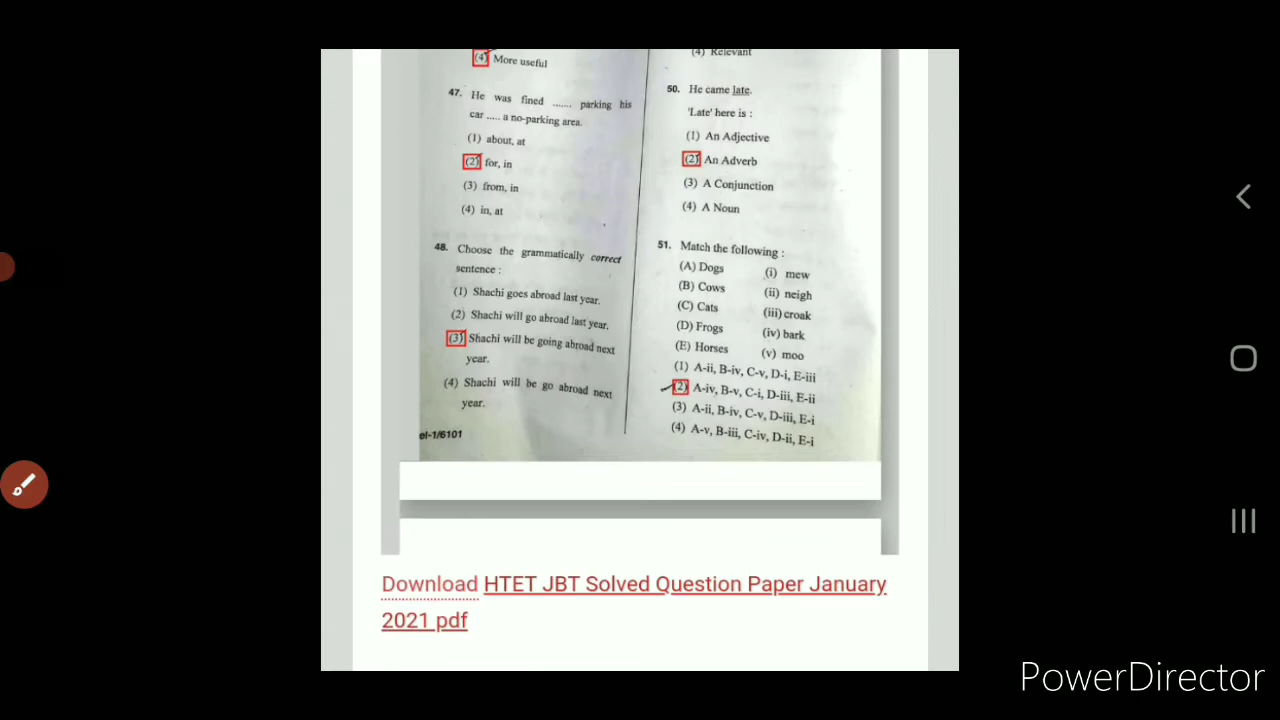 (4) More useful
47. He was fined ....... parking his
car ..... a no-parking area.
(1) about, at
(2) for, in
(3) from, in
(4) in, at
48. Choose the grammatically correct
sentence :
(1) Shachi goes abroad last year.
(2) Shachi will go abroad last year.
(3) Shachi will be going abroad next
year.
(4) Shachi will be go abroad next
year.
el-1/6101
(4) Relevant
50. He came late.
'Late' here is :
(1) An Adjective
(2) An Adverb
(3) A Conjunction
(4) A Noun
51. Match the following :
(A) Dogs (i) mew
(B) Cows (ii) neigh
(C) Cats (iii) croak
(D) Frogs (iv) bark
(E) Horses (v) moo
(1) A-ii, B-iv, C-v, D-i, E-iii
(2) A-iv, B-v, C-i, D-iii, E-ii
(3) A-ii, B-iv, C-v, D-iii, E-i
(4) A-v, B-iii, C-iv, D-ii, E-i
Download HTET JBT Solved Question Paper January
2021 pdf
PowerDirector